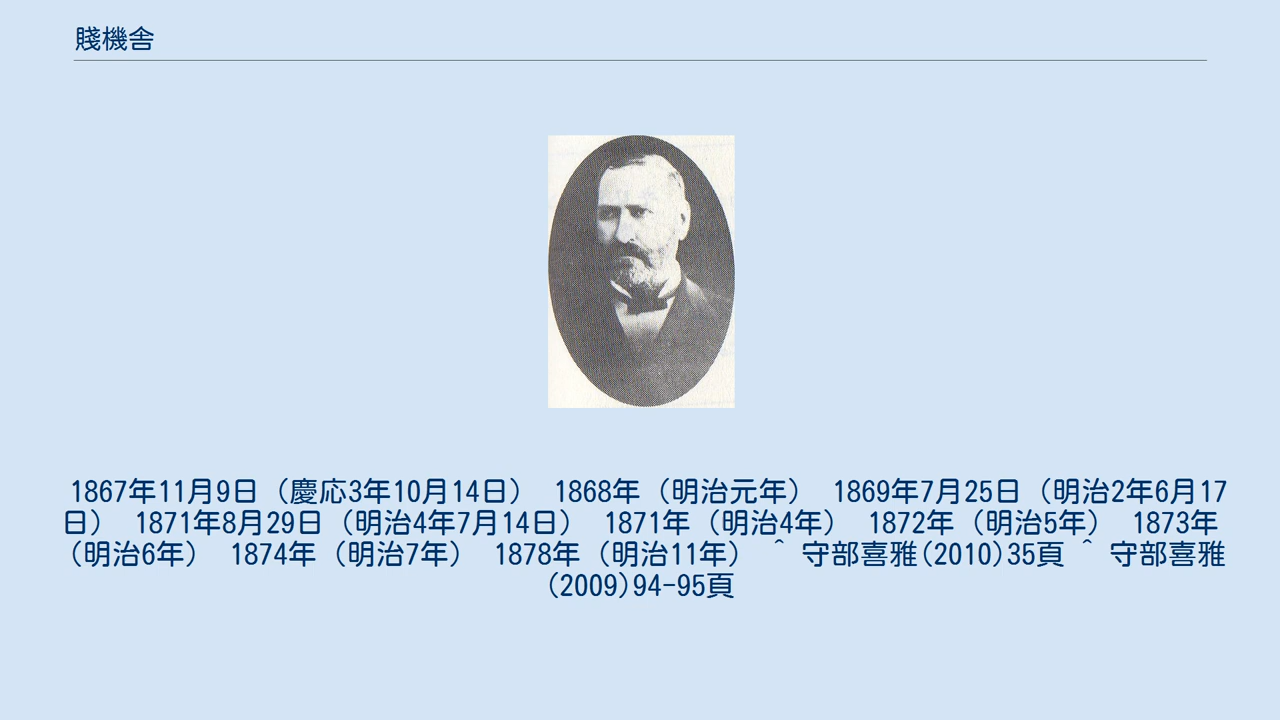 賤機舎
1867年11月9日（慶応3年10月14日） 1868年（明治元年） 1869年7月25日（明治2年6月17
日） 1871年8月29日（明治4年7月14日） 1871年（明治4年） 1872年（明治5年） 1873年
（明治6年） 1874年（明治7年） 1878年（明治11年） ^ 守部喜雅(2010)35頁 ^ 守部喜雅
(2009)94-95頁